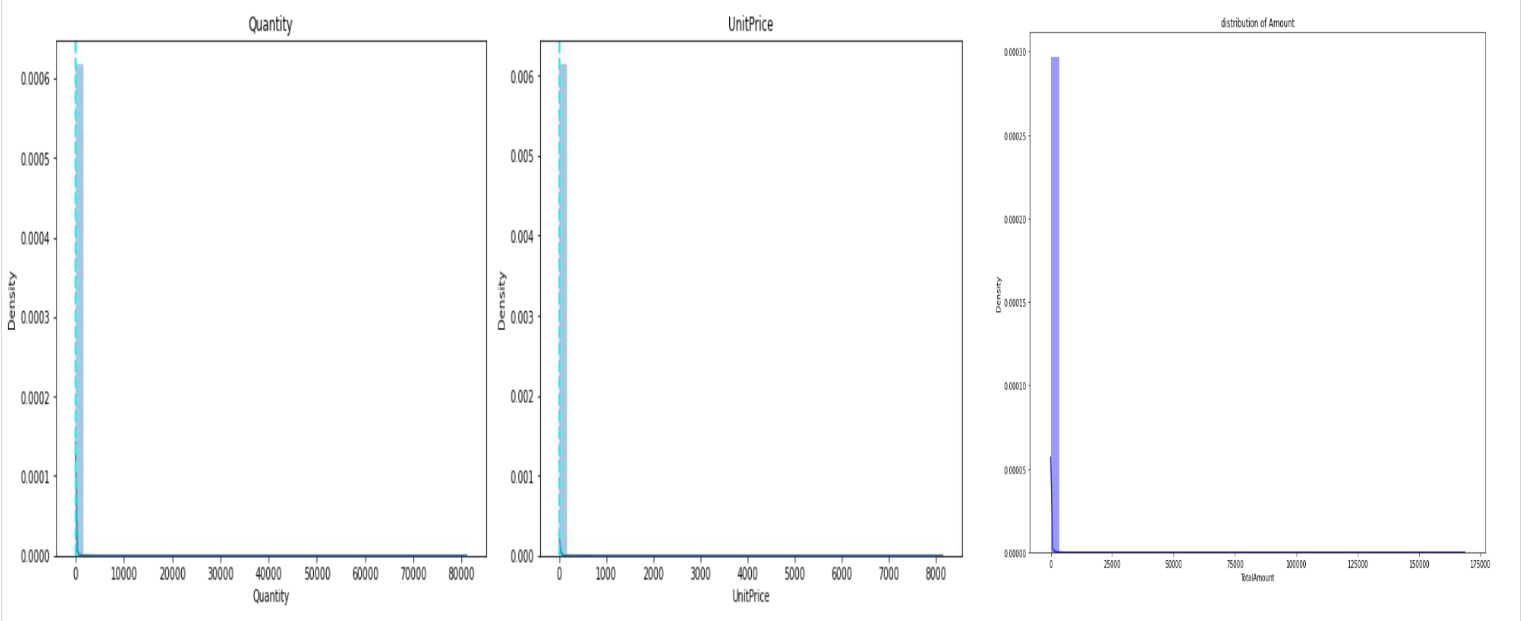 Quantity
0.0006
0.0005
0.0004
0.0003
0.0002
0.0001
0.0000
Density
0 10000 20000 30000 40000 50000 60000 70000 80000
Quantity
UnitPrice
0.006
0.005
0.004
0.003
0.002
0.001
0.000
Density
0 1000 2000 3000 4000 5000 6000 7000 8000
UnitPrice
distribution of Amount
0.00030
0.00025
0.00020
0.00015
0.00010
0.00005
0.00000
Density
0 25000 50000 75000 100000 125000 150000 175000
TotalAmount